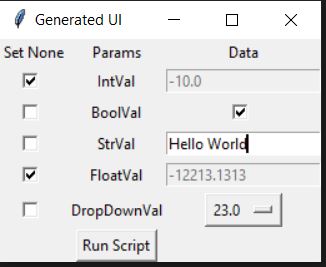 Generated UI
Set None Params Data
IntVal -10.0
BoolVal
StrVal Hello World
FloatVal -12213.1313
DropDownVal 23.0
Run Script